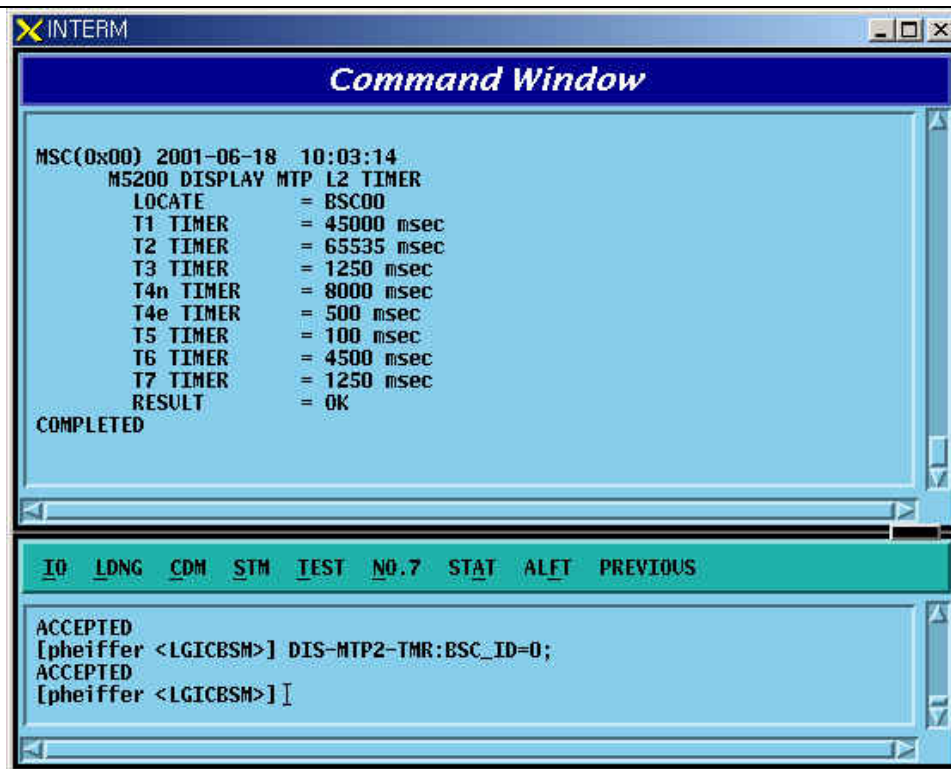 INTERM
Command Window
MSC(0x00) 2001-06-18 10:03:14
M5200 DISPLAY MTP L2 TIMER
LOCATE = BSC00
T1 TIMER = 45000 msec
T2 TIMER = 65535 msec
T3 TIMER = 1250 msec
T4n TIMER = 8000 msec
T4e TIMER = 500 msec
T5 TIMER = 100 msec
T6 TIMER = 4500 msec
T7 TIMER = 1250 msec
RESULT = OK
COMPLETED
IO LDNG CDM STM TEST NO.7 STAT ALFT PREVIOUS
ACCEPTED
[pheiffer <LGICBSM>] DIS-MTP2-TMR:BSC_ID=0;
ACCEPTED
[pheiffer <LGICBSM>]